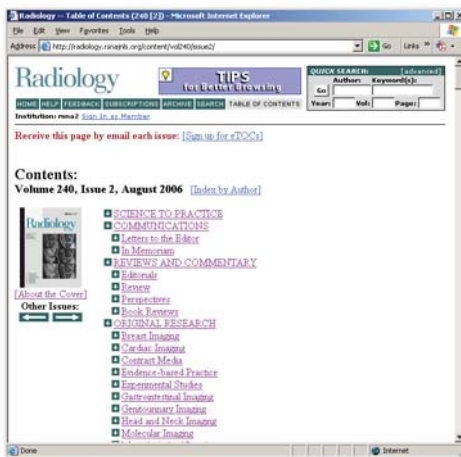 Radiology -- Table of Contents (240 [2]) - Microsoft Internet Explorer
File Edit View Favorites Tools Help
Address http://radiology.rsnajnls.org/content/vol240/issue2/ Go Links »
Radiology
TIPS
for Better Browsing
QUICK SEARCH: [advanced]
Author: Keyword(s):
Go
Year: Vol: Page:
HOME HELP FEEDBACK SUBSCRIPTIONS ARCHIVE SEARCH TABLE OF CONTENTS
Institution: rsna2 Sign In as Member
Receive this page by email each issue: [Sign up for eTOCs]
Contents:
Volume 240, Issue 2, August 2006 [Index by Author]
Radiology
[About the Cover]
Other Issues:
SCIENCE TO PRACTICE
COMMUNICATIONS
Letters to the Editor
In Memoriam
REVIEWS AND COMMENTARY
Editorials
Review
Perspectives
Book Reviews
ORIGINAL RESEARCH
Breast Imaging
Cardiac Imaging
Contrast Media
Evidence-based Practice
Experimental Studies
Gastrointestinal Imaging
Genitourinary Imaging
Head and Neck Imaging
Molecular Imaging
Done Internet